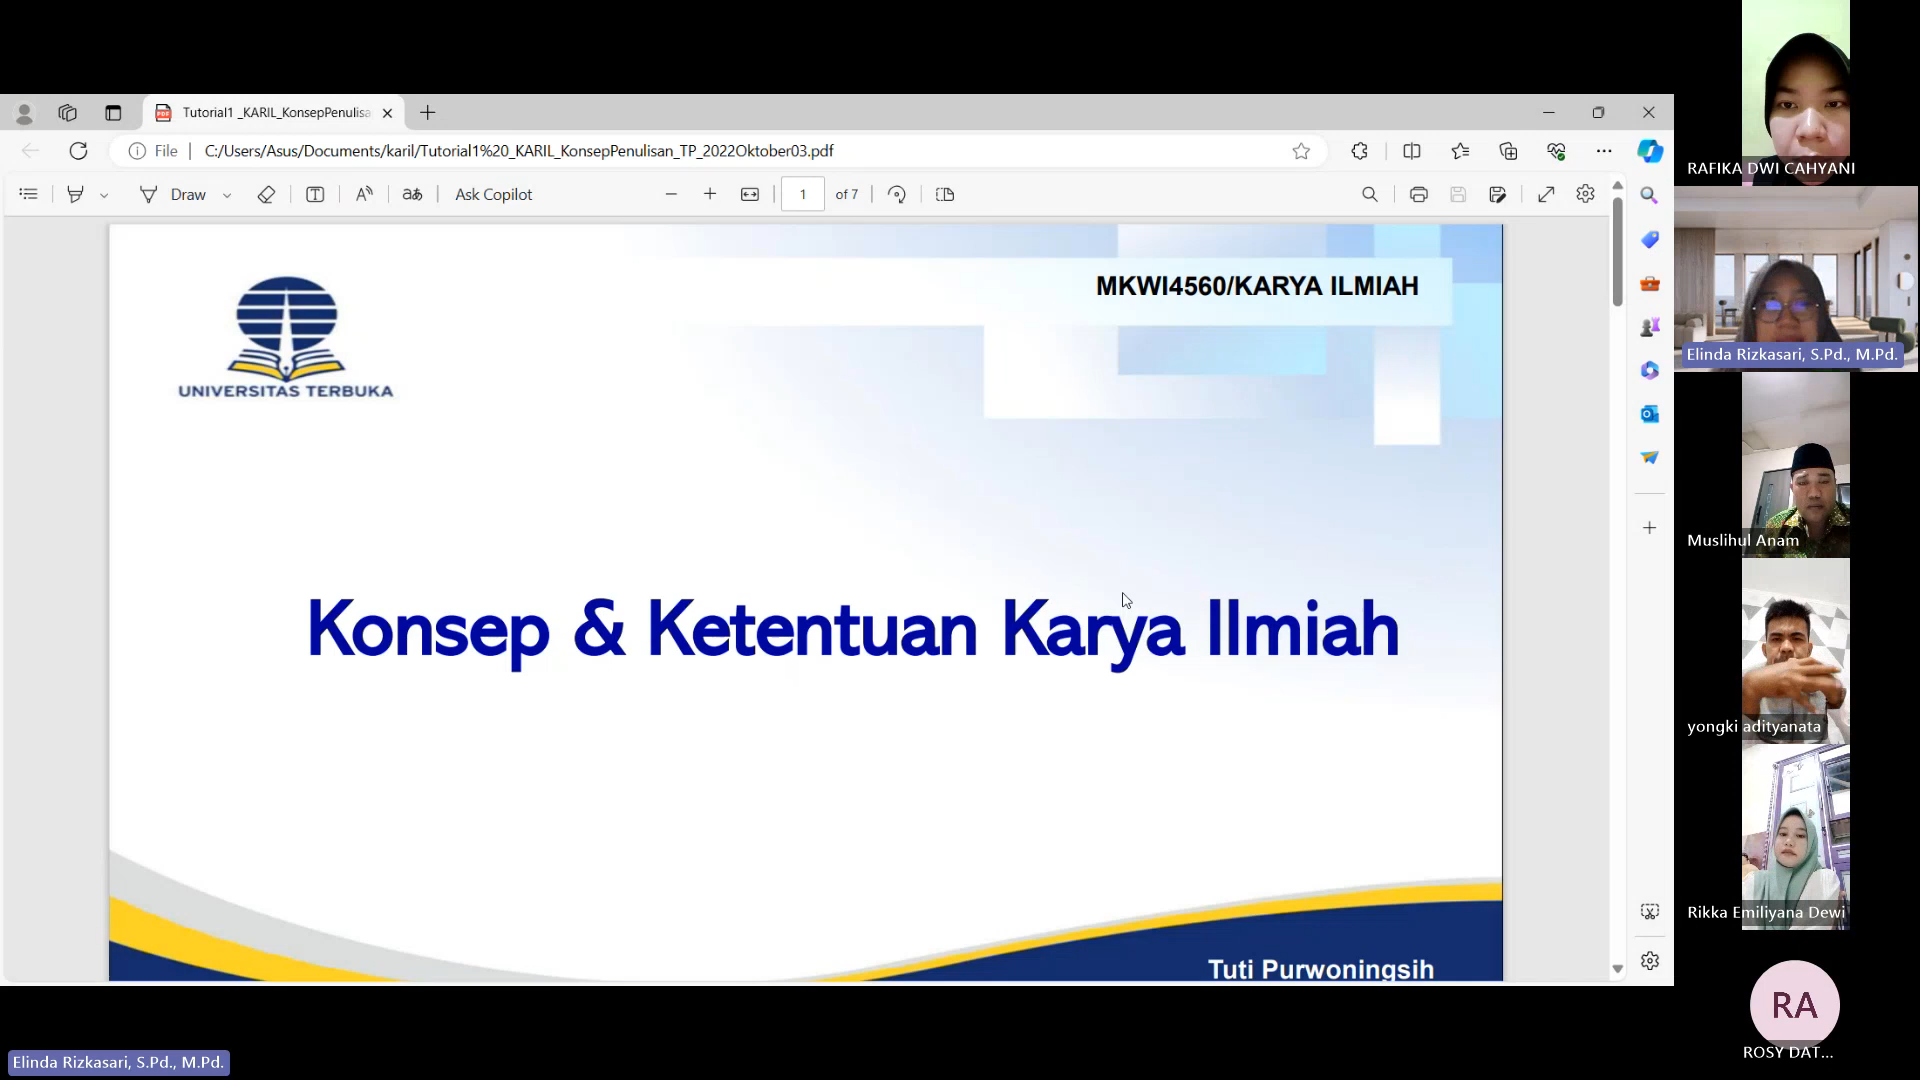 Tutorial1 _KARIL_KonsepPenulisa
File
C:/Users/Asus/Documents/karil/Tutorial1%20_KARIL_KonsepPenulisan_TP_2022Oktober03.pdf
Draw
Ask Copilot
1
of 7
MKWI4560/KARYA ILMIAH
UNIVERSITAS TERBUKA
Konsep & Ketentuan Karya Ilmiah
Tuti Purwoningsih
RAFIKA DWI CAHYANI
Elinda Rizkasari, S.Pd., M.Pd.
Muslihul Anam
yongki adityanata
Rikka Emiliyana Dewi
RA
ROSY DAT...
Elinda Rizkasari, S.Pd., M.Pd.